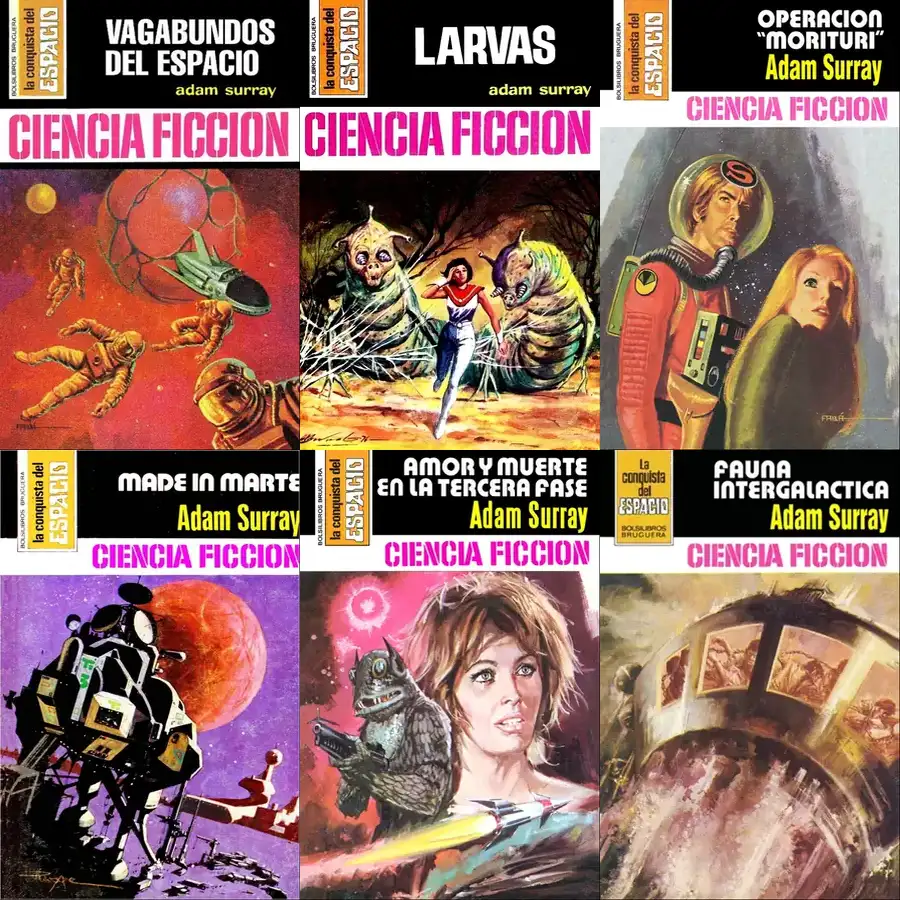 BOLSILIBROS BRUGUERA
la conquista del
ESPACIO
VAGABUNDOS
DEL ESPACIO
adam surray
CIENCIA FICCION
BOLSILIBROS BRUGUERA
la conquista del
ESPACIO
LARVAS
adam surray
CIENCIA FICCION
BOLSILIBROS BRUGUERA
la conquista del
ESPACIO
OPERACION
"MORITURI"
Adam Surray
CIENCIA FICCION
S
BOLSILIBROS BRUGUERA
la conquista del
ESPACIO
MADE IN MARTE
Adam Surray
CIENCIA FICCION
BOLSILIBROS BRUGUERA
la conquista del
ESPACIO
AMOR Y MUERTE
EN LA TERCERA FASE
Adam Surray
CIENCIA FICCION
La
conquista
del
ESPACIO
BOLSILIBROS
BRUGUERA
FAUNA
INTERGALACTICA
Adam Surray
CIENCIA FICCION